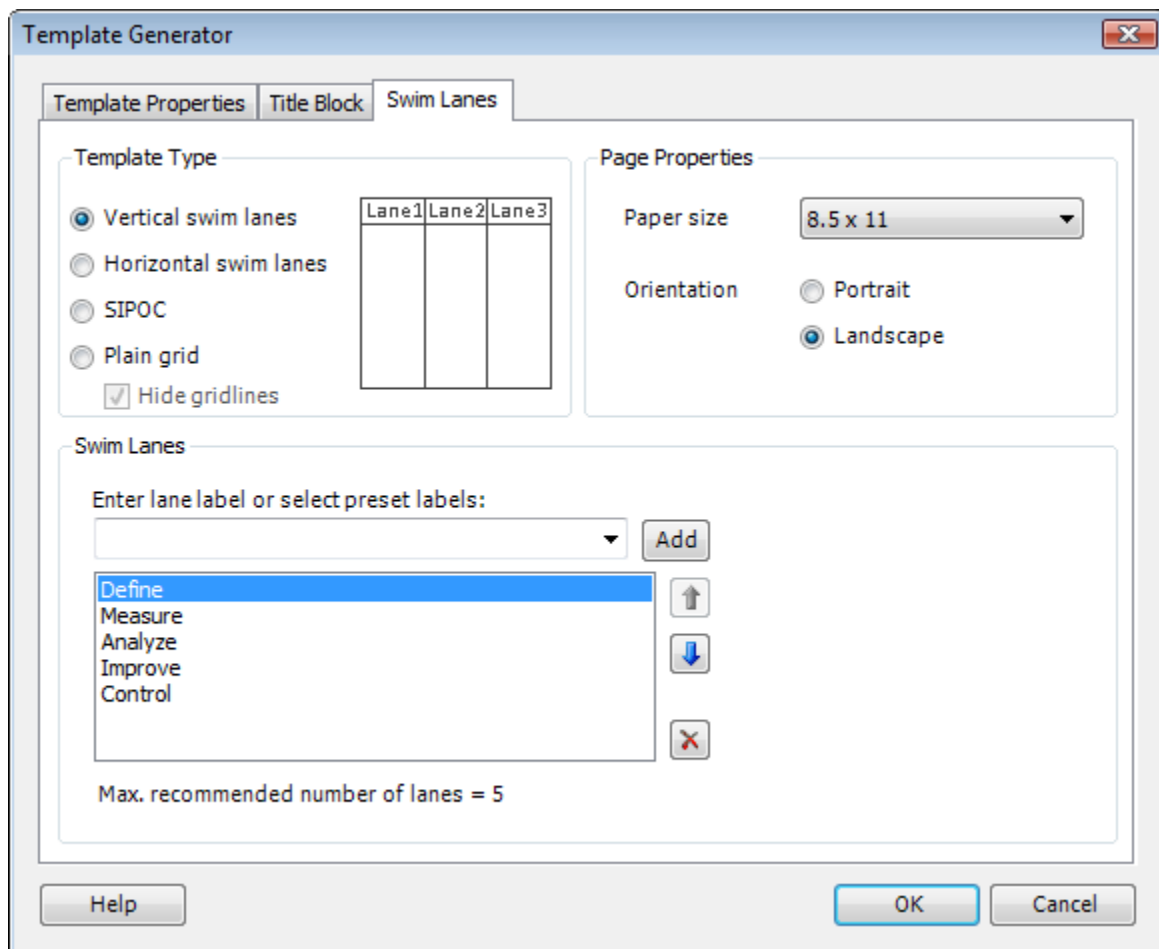 Template Generator
Template Properties
Title Block
Swim Lanes
Template Type
Vertical swim lanes
Horizontal swim lanes
SIPOC
Plain grid
Hide gridlines
Lane1 Lane2 Lane3
Page Properties
Paper size
8.5 x 11
Orientation
Portrait
Landscape
Swim Lanes
Enter lane label or select preset labels:
Add
Define
Measure
Analyze
Improve
Control
Max. recommended number of lanes = 5
Help
OK
Cancel